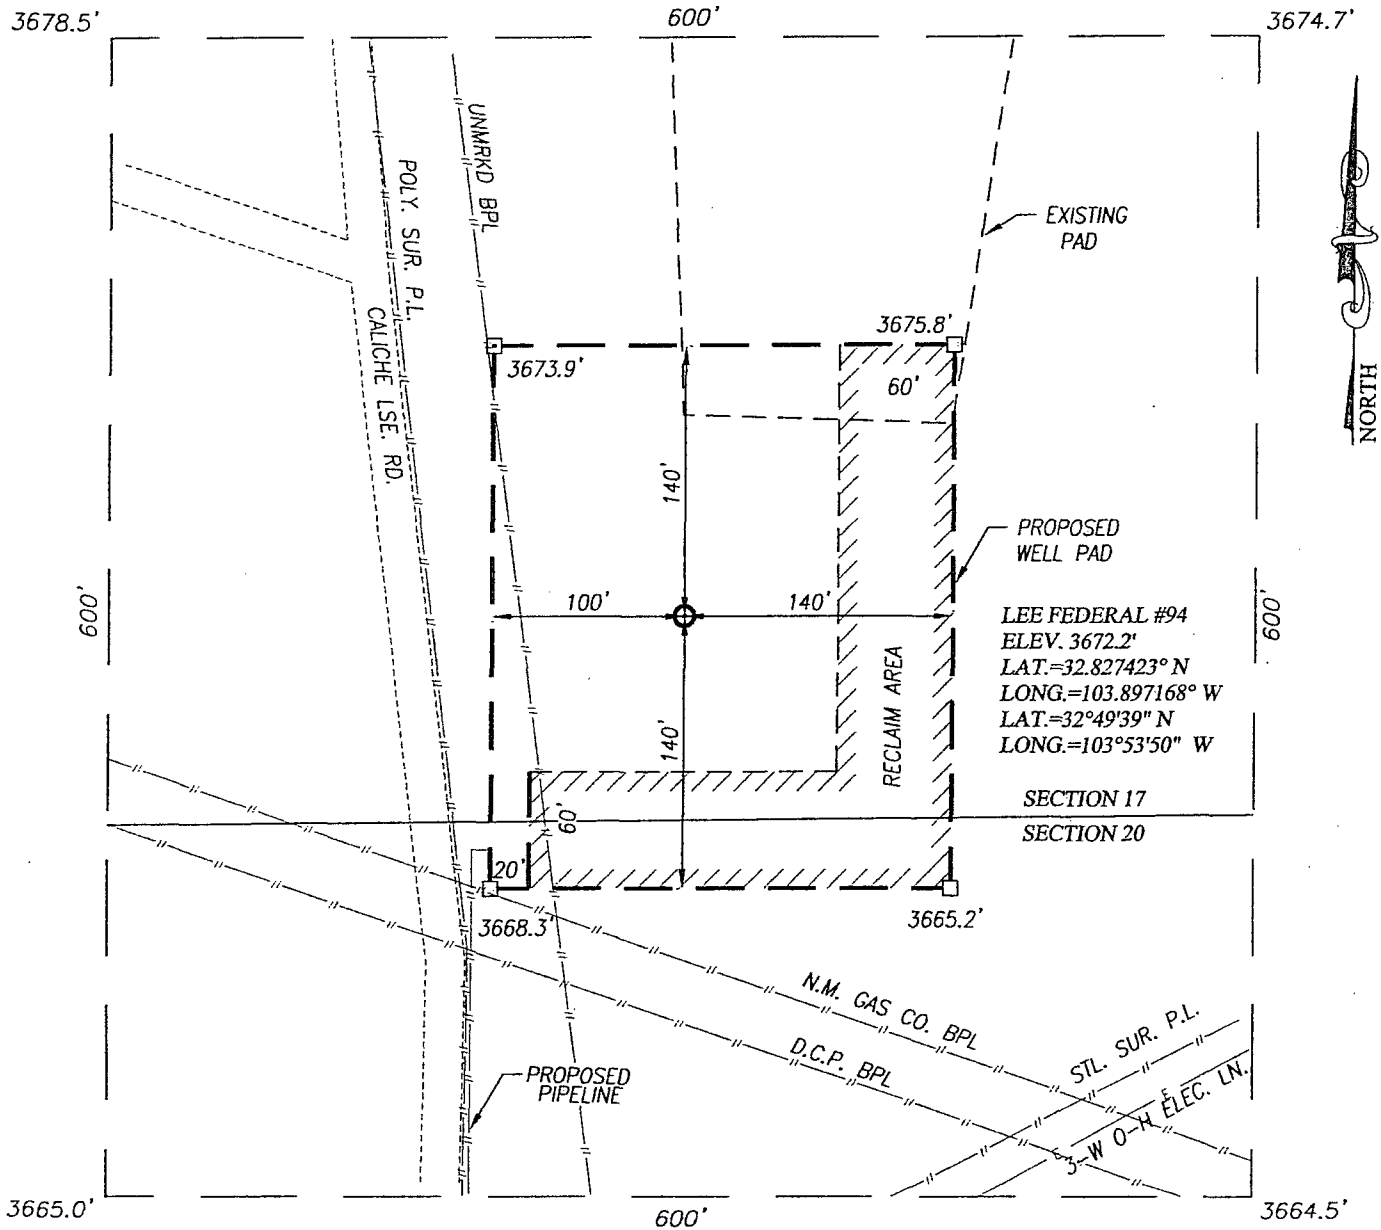 3678.5'
600'
3674.7'
UNMRKD BPL
POLY. SUR. P.L.
CALICHE LSE. RD.
EXISTING
PAD
NORTH
3675.8'
3673.9'
60'
140'
PROPOSED
WELL PAD
600'
100'
140'
600'
LEE FEDERAL #94
ELEV. 3672.2'
LAT.=32.827423° N
LONG.=103.897168° W
LAT.=32°49'39" N
LONG.=103°53'50" W
RECLAIM AREA
140'
SECTION 17
SECTION 20
60'
20'
3668.3'
3665.2'
N.M. GAS CO. BPL
D.C.P. BPL
STL. SUR. P.L.
3-W O-H ELEC. LN.
E
PROPOSED
PIPELINE
3665.0'
600'
3664.5'